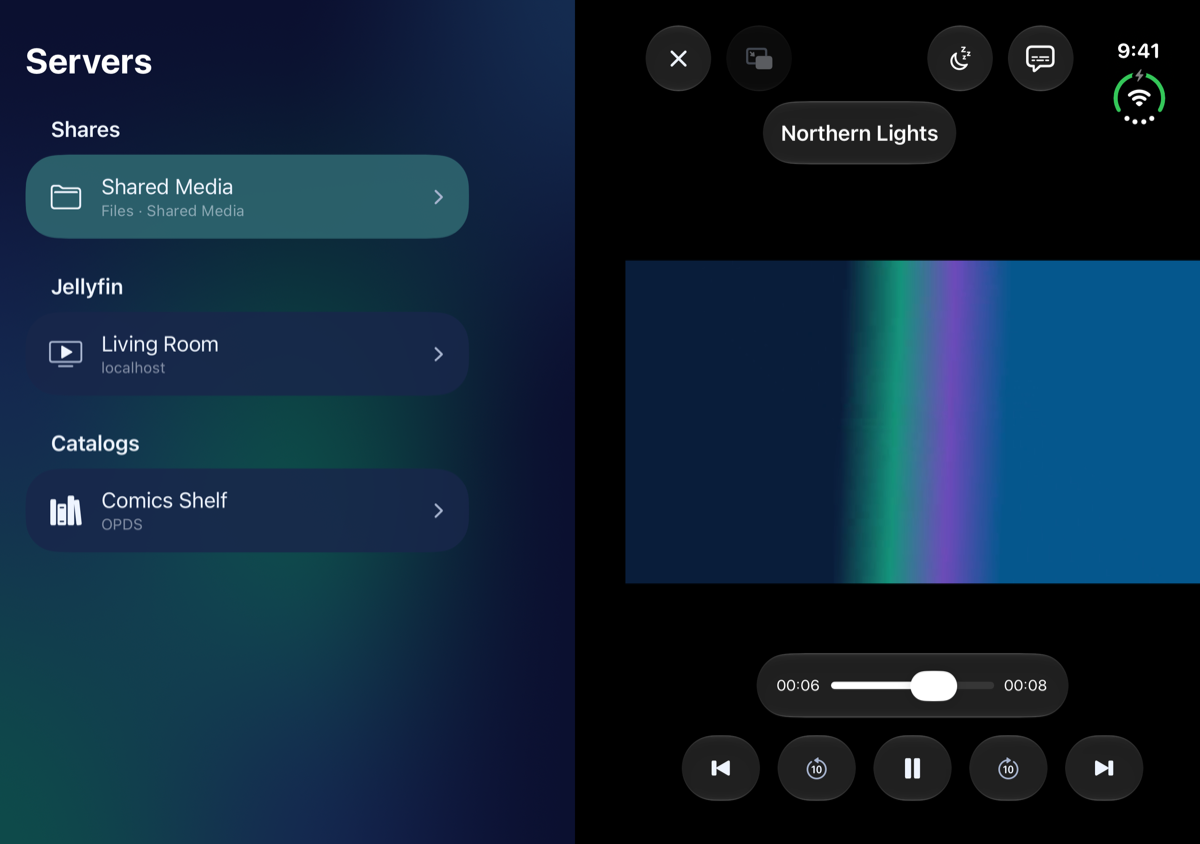 Servers
Shares
Shared Media
Files · Shared Media
Jellyfin
Living Room
localhost
Catalogs
Comics Shelf
OPDS
zzz
9:41
Northern Lights
00:06
00:08
10
10